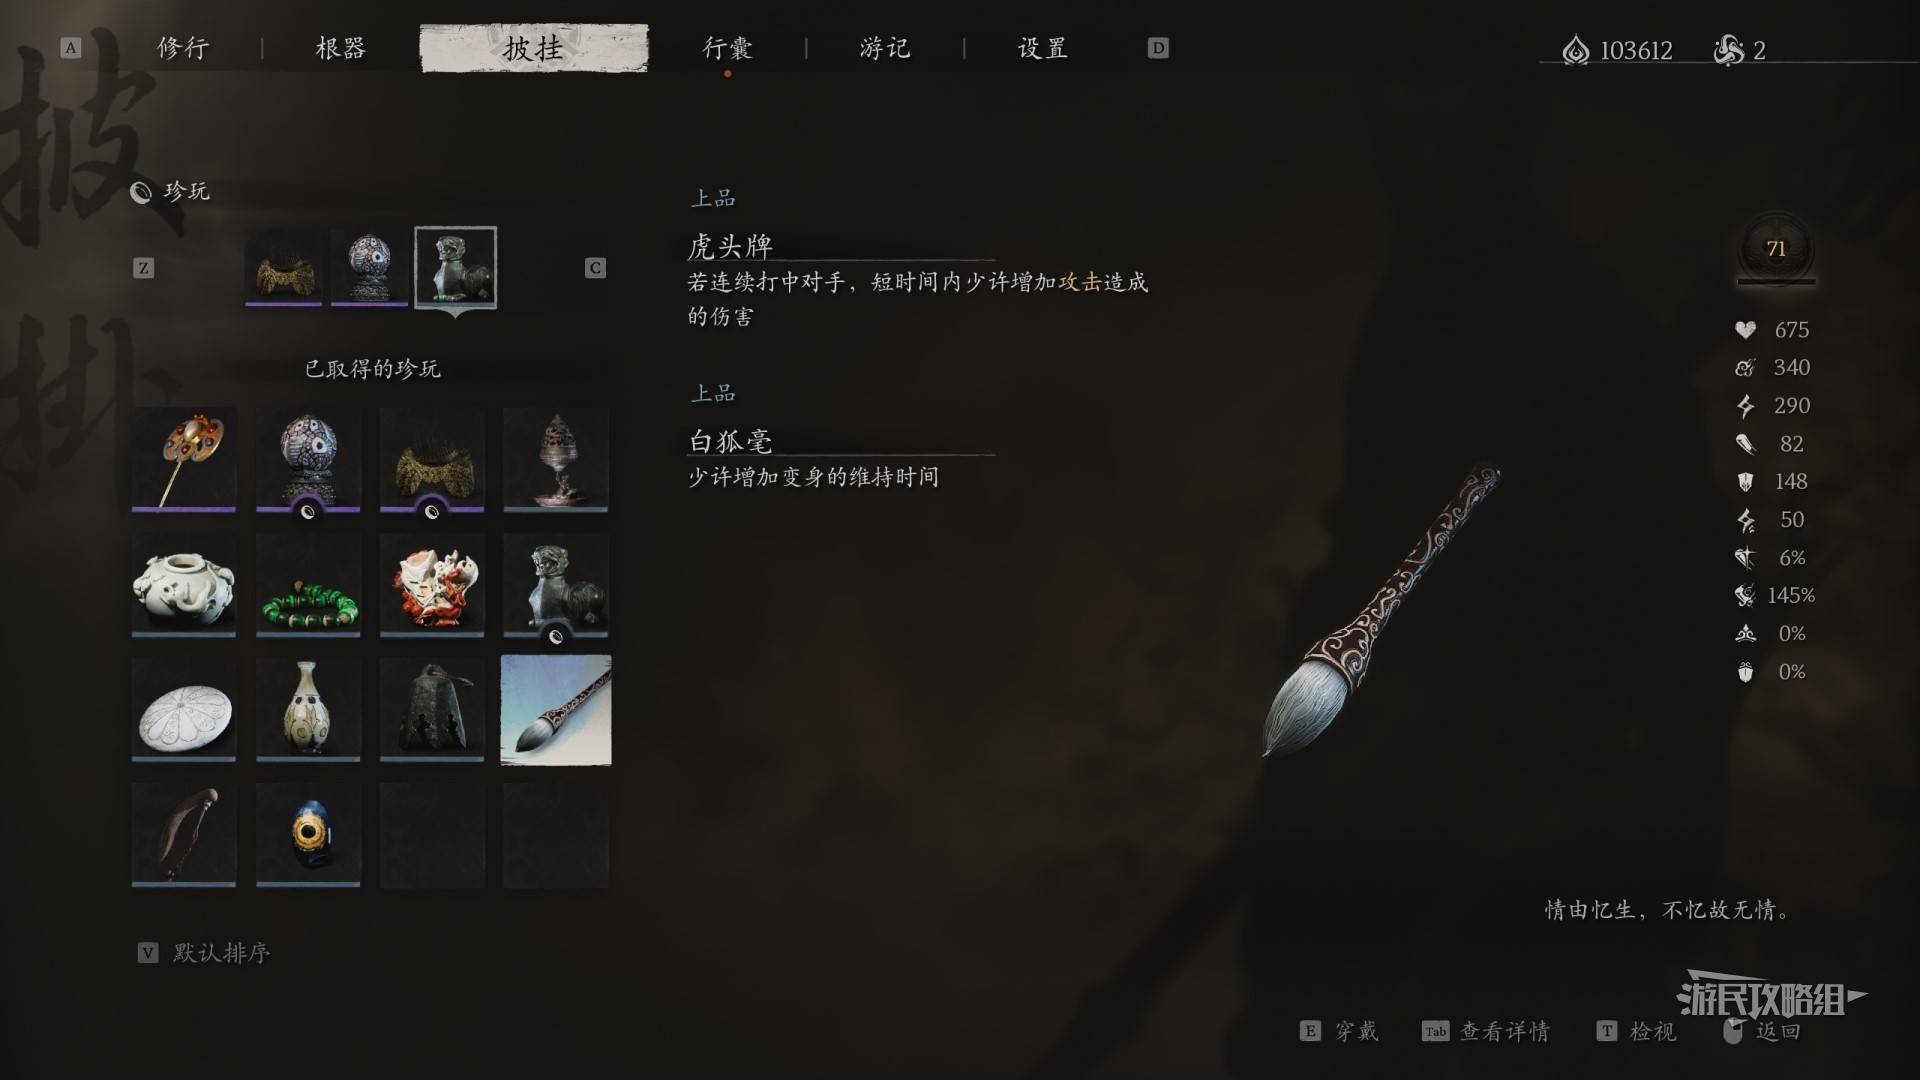 A 修行 根器 披挂 行囊 游记 设置 D 103612 2
披挂
珍玩
Z C
已取得的珍玩
V 默认排序
上品
虎头牌
若连续打中对手，短时间内少许增加攻击造成
的伤害
上品
白狐毫
少许增加变身的维持时间
71
675
340
290
82
148
50
6%
145%
0%
0%
情由忆生，不忆故无情。
游民攻略组
E 穿戴 Tab 查看详情 T 检视 返回